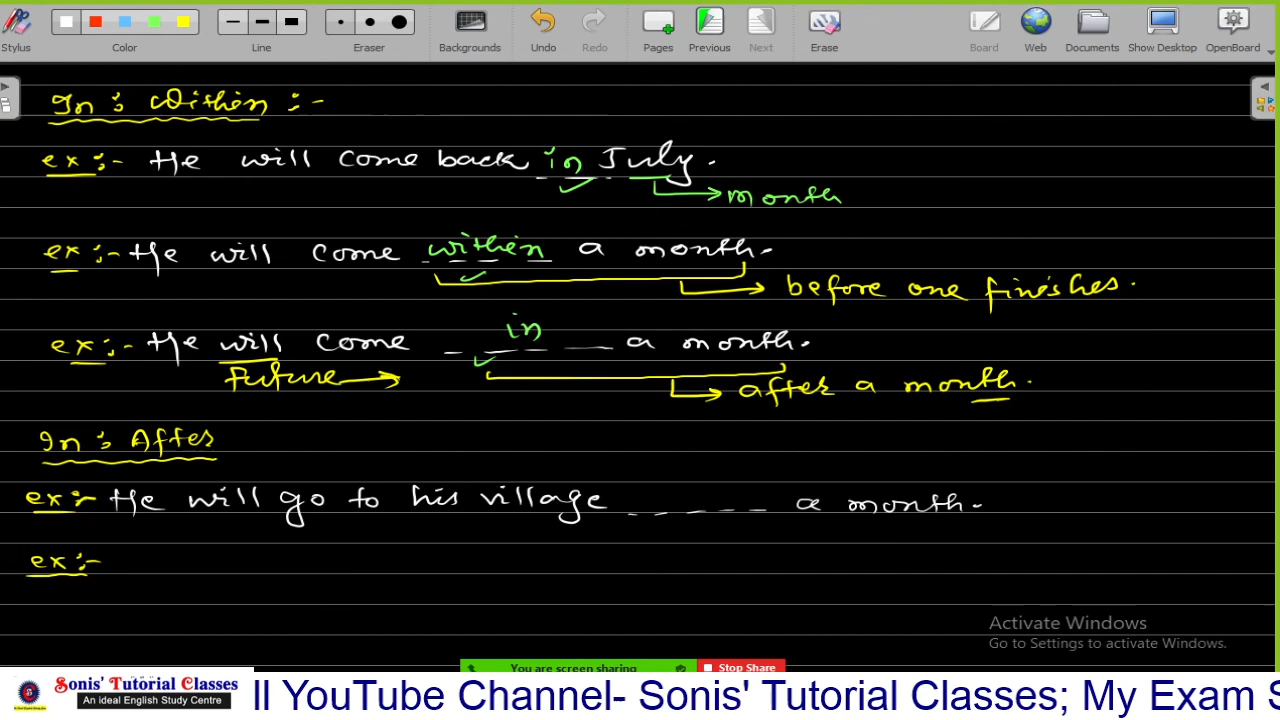 Stylus Color Line Eraser Backgrounds Undo Redo Pages Previous Next Erase Board Web Documents Show Desktop OpenBoard
In : Within :-
ex :- He will come back in July.
month
ex :- He will come within a month.
before one finishes.
ex :- He will come in a month.
Future
after a month.
In : After
ex :- He will go to his village _ _ _ _ _ a month.
ex :-
Activate Windows
Go to Settings to activate Windows.
You are screen sharing Stop Share
Sonis' Tutorial Classes
An ideal English Study Centre
ll YouTube Channel- Sonis' Tutorial Classes; My Exam S